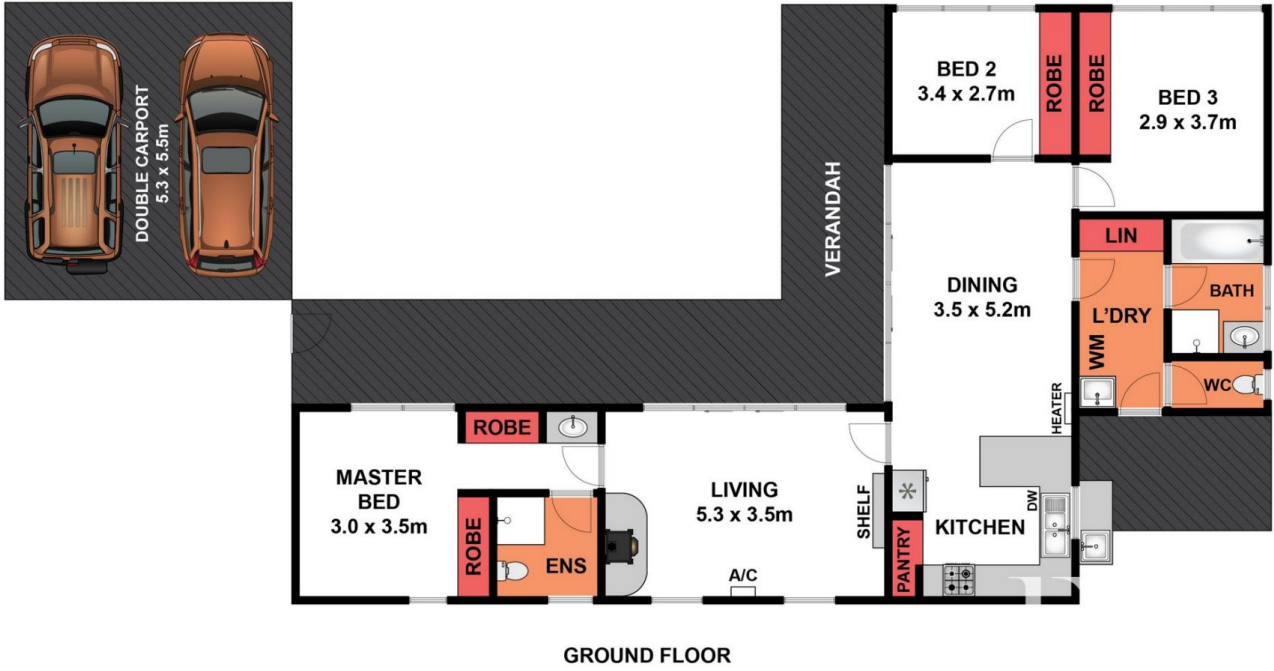 DOUBLE CARPORT
5.3 x 5.5m
VERANDAH
BED 2
3.4 x 2.7m
ROBE
ROBE
BED 3
2.9 x 3.7m
DINING
3.5 x 5.2m
LIN
L'DRY
WM
BATH
WC
HEATER
MASTER
BED
3.0 x 3.5m
ROBE
ROBE
ENS
LIVING
5.3 x 3.5m
SHELF
A/C
KITCHEN
DW
PANTRY
GROUND FLOOR